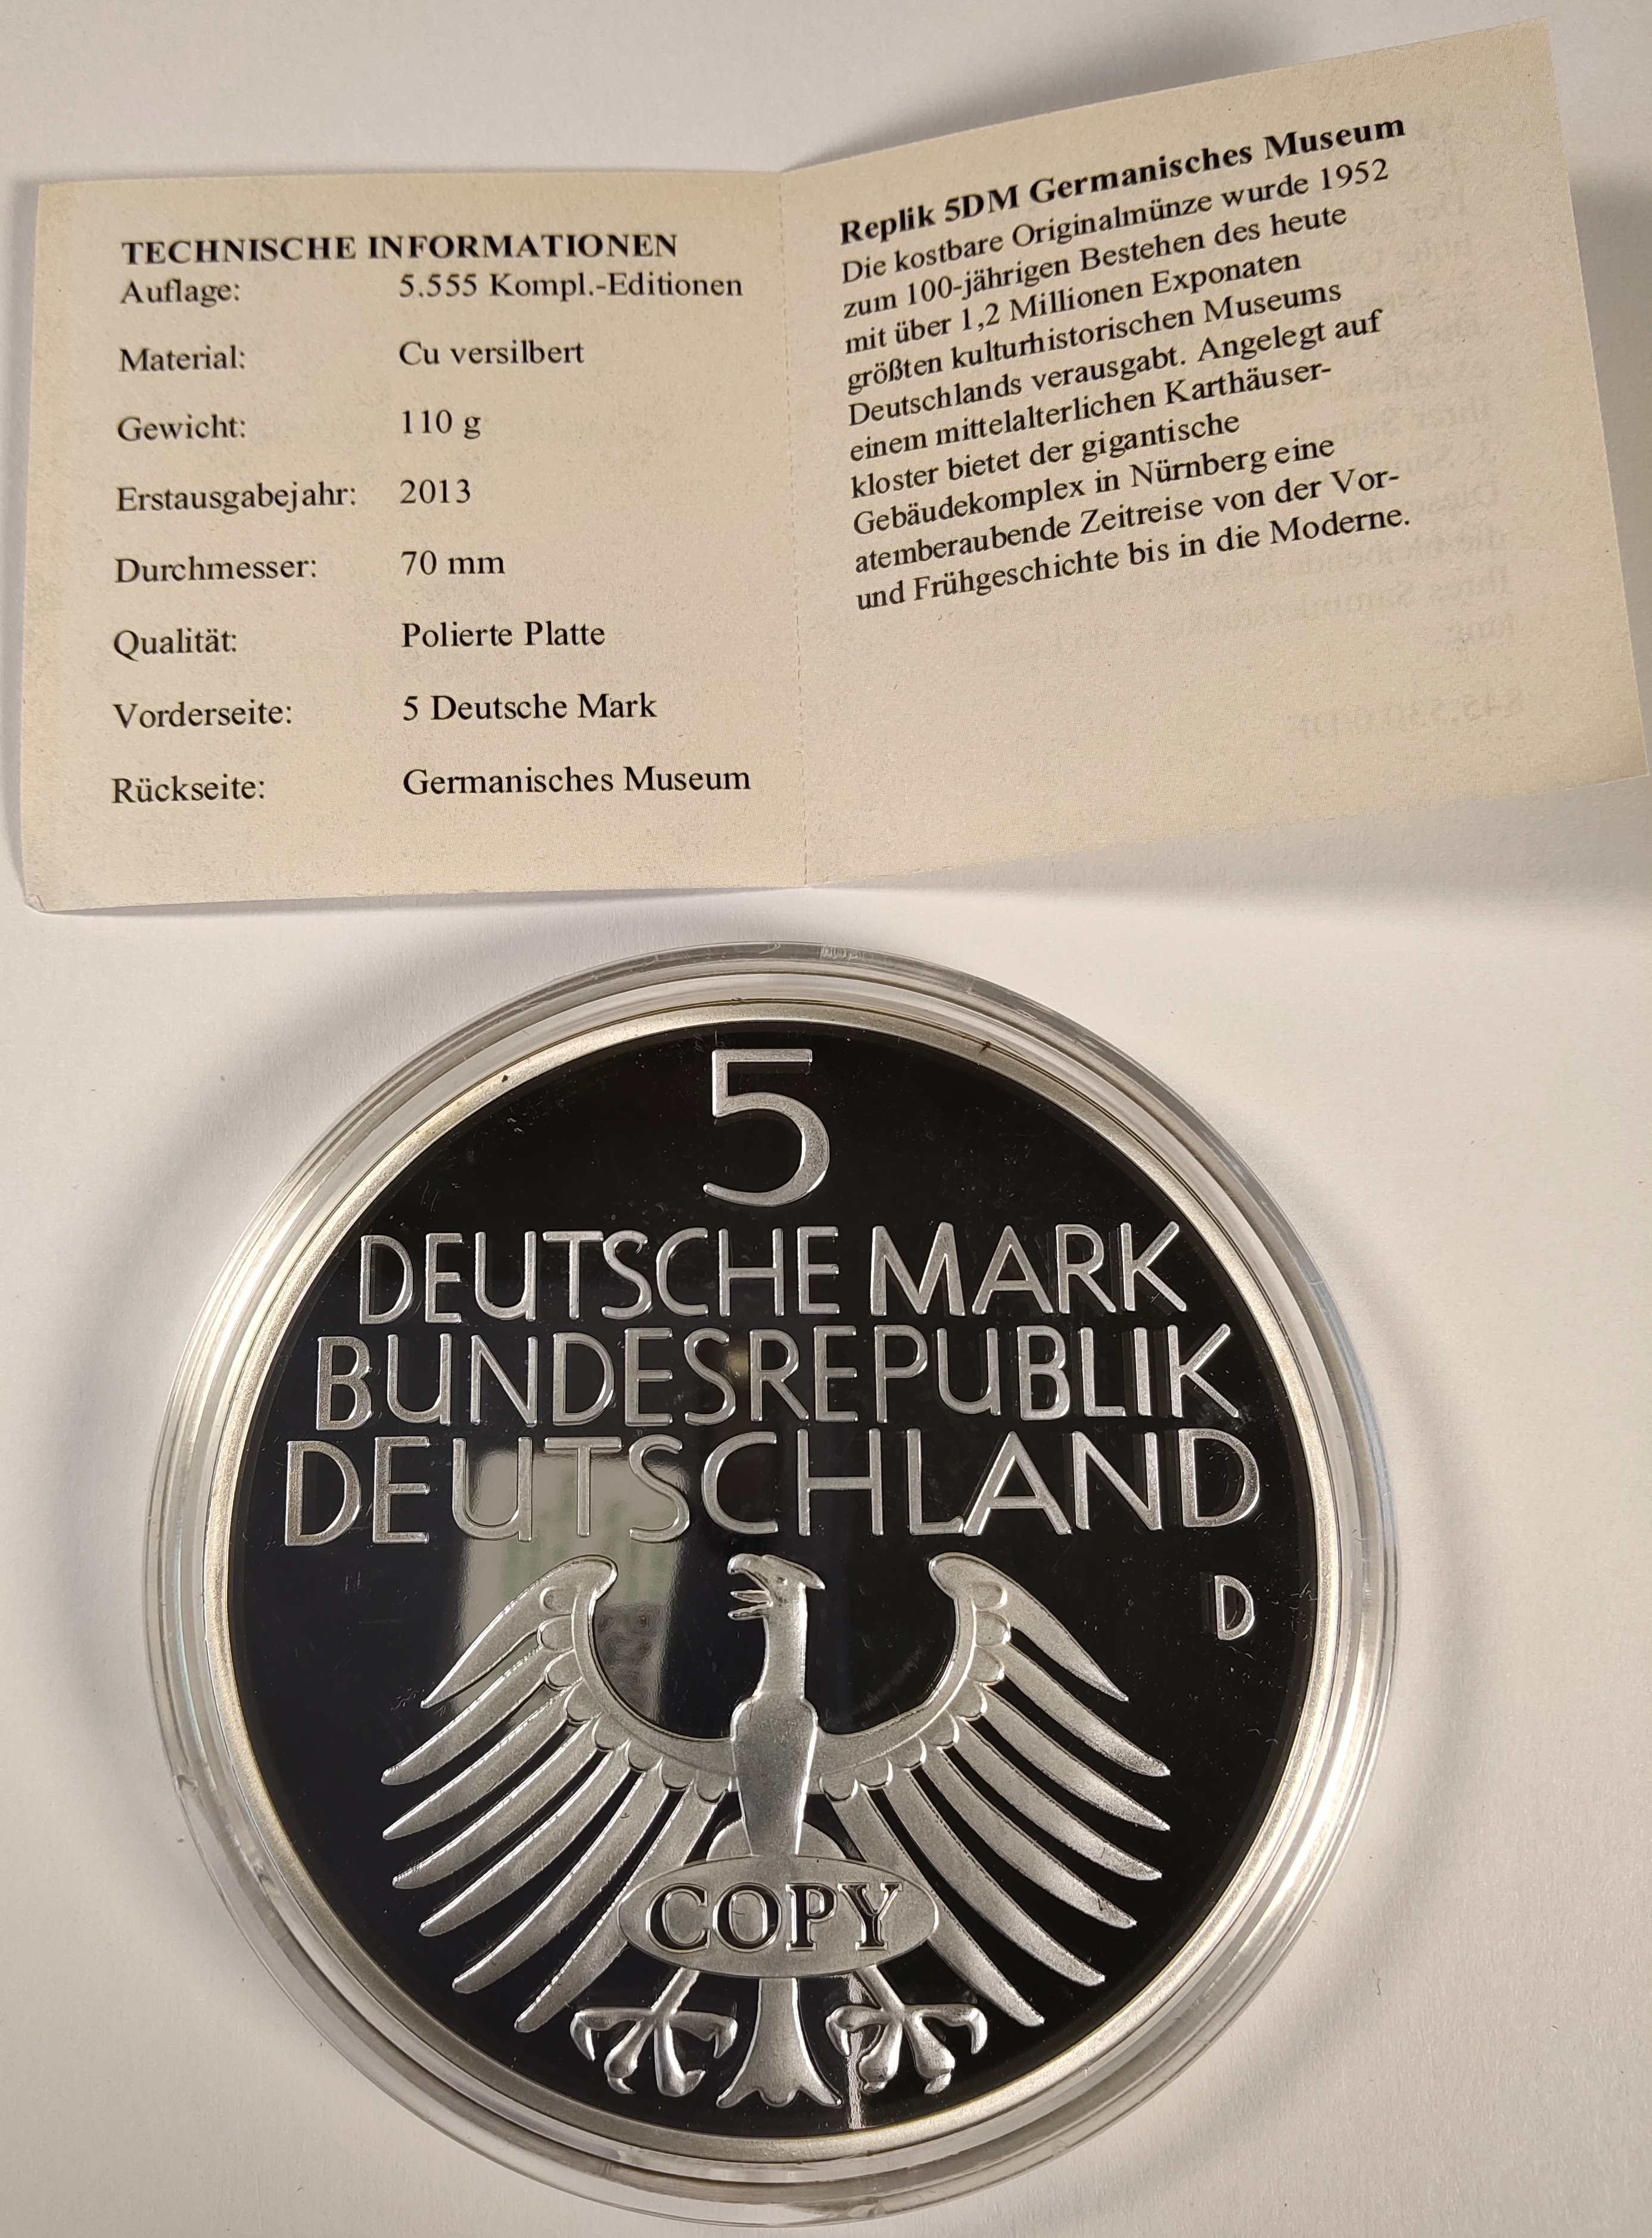 TECHNISCHE INFORMATIONEN
Auflage: 5.555 Kompl.-Editionen
Material: Cu versilbert
Gewicht: 110 g
Erstausgabejahr: 2013
Durchmesser: 70 mm
Qualität: Polierte Platte
Vorderseite: 5 Deutsche Mark
Rückseite: Germanisches Museum
Replik 5DM Germanisches Museum
Die kostbare Originalmünze wurde 1952
zum 100-jährigen Bestehen des heute
mit über 1,2 Millionen Exponaten
größten kulturhistorischen Museums
Deutschlands verausgabt. Angelegt auf
einem mittelalterlichen Karthäuser-
kloster bietet der gigantische
Gebäudekomplex in Nürnberg eine
atemberaubende Zeitreise von der Vor-
und Frühgeschichte bis in die Moderne.
5
DEUTSCHE MARK
BUNDESREPUBLIK
DEUTSCHLAND
D
COPY